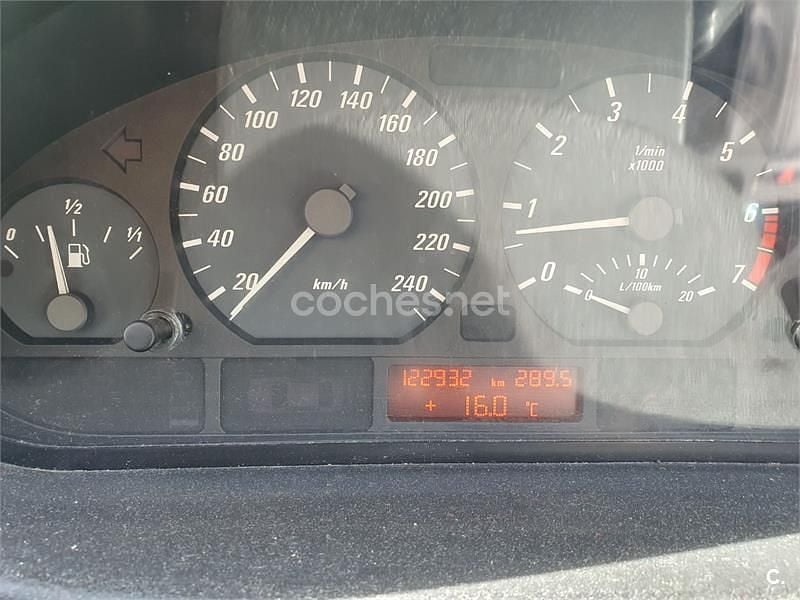 0 1/2 1/1
20 40 60 80 100 120 140 160 180 200 220 240
km/h
0 1 2 3 4 5 6 7
1/min
x1000
0 10 20
L/100km
coches.net
122932 km 289.5
+ 16.0 °C
C.